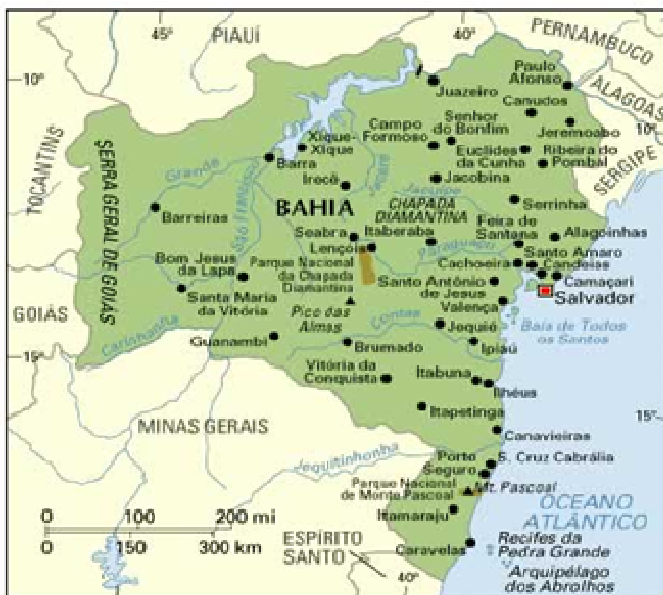 45°
40°
PIAUÍ
PERNAMBUCO
10°
Paulo
Afonso
ALAGOAS
Juazeiro
Canudos
10°
Senhor
do Bonfim
Jeremoabo
Campo
Formoso
Xique-
Xique
Euclides
da Cunha
Ribeira do
Pombal
SERGIPE
TOCANTINS
SERRA GERAL DE GOIÁS
Grande
Barra
Irecê
Jacaré
Jacobina
Jacuípe
Serrinha
São Francisco
BAHIA
CHAPADA
DIAMANTINA
Barreiras
Seabra
Itaberaba
Feira de
Santana
Alagoinhas
Lençóis
Paraguaçu
Santo Amaro
Bom Jesus
da Lapa
Parque Nacional
da Chapada
Diamantina
Cachoeira
Candeias
Camaçari
Santo Antônio
de Jesus
Salvador
GOIÁS
Santa Maria
da Vitória
Valença
Pico das
Almas
Baía de Todos
os Santos
Contas
Jequié
Carinhanha
Guanambi
Brumado
Ipiaú
15°
Vitória da
Conquista
Itabuna
Ilhéus
Itapetinga
15°
MINAS GERAIS
Canavieiras
Jequitinhonha
Porto
Seguro
S. Cruz Cabrália
Parque Nacional
de Monte Pascoal
Mt. Pascoal
OCEANO
ATLÂNTICO
0 100 200 mi
0 150 300 km
Itamaraju
ESPÍRITO
SANTO
Caravelas
Recifes da
Pedra Grande
40°
Arquipélago
dos Abrolhos